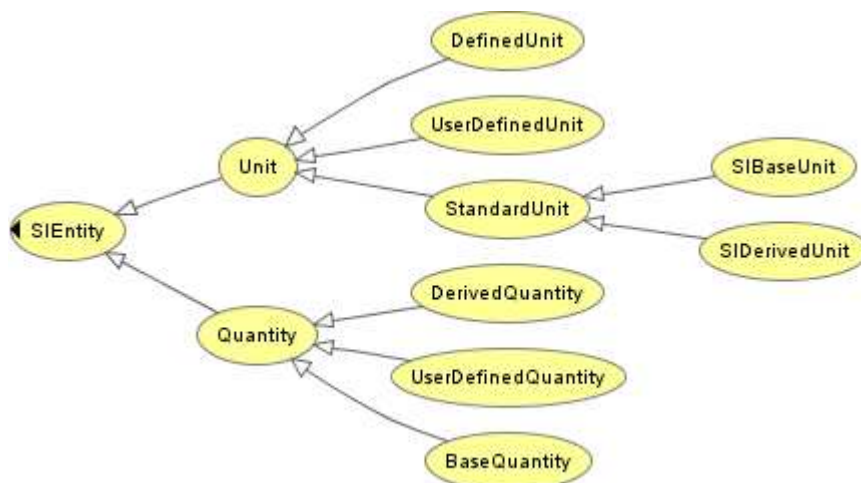 DefinedUnit
UserDefinedUnit
Unit
SIBaseUnit
StandardUnit
SIEntity
SIDerivedUnit
DerivedQuantity
Quantity
UserDefinedQuantity
BaseQuantity